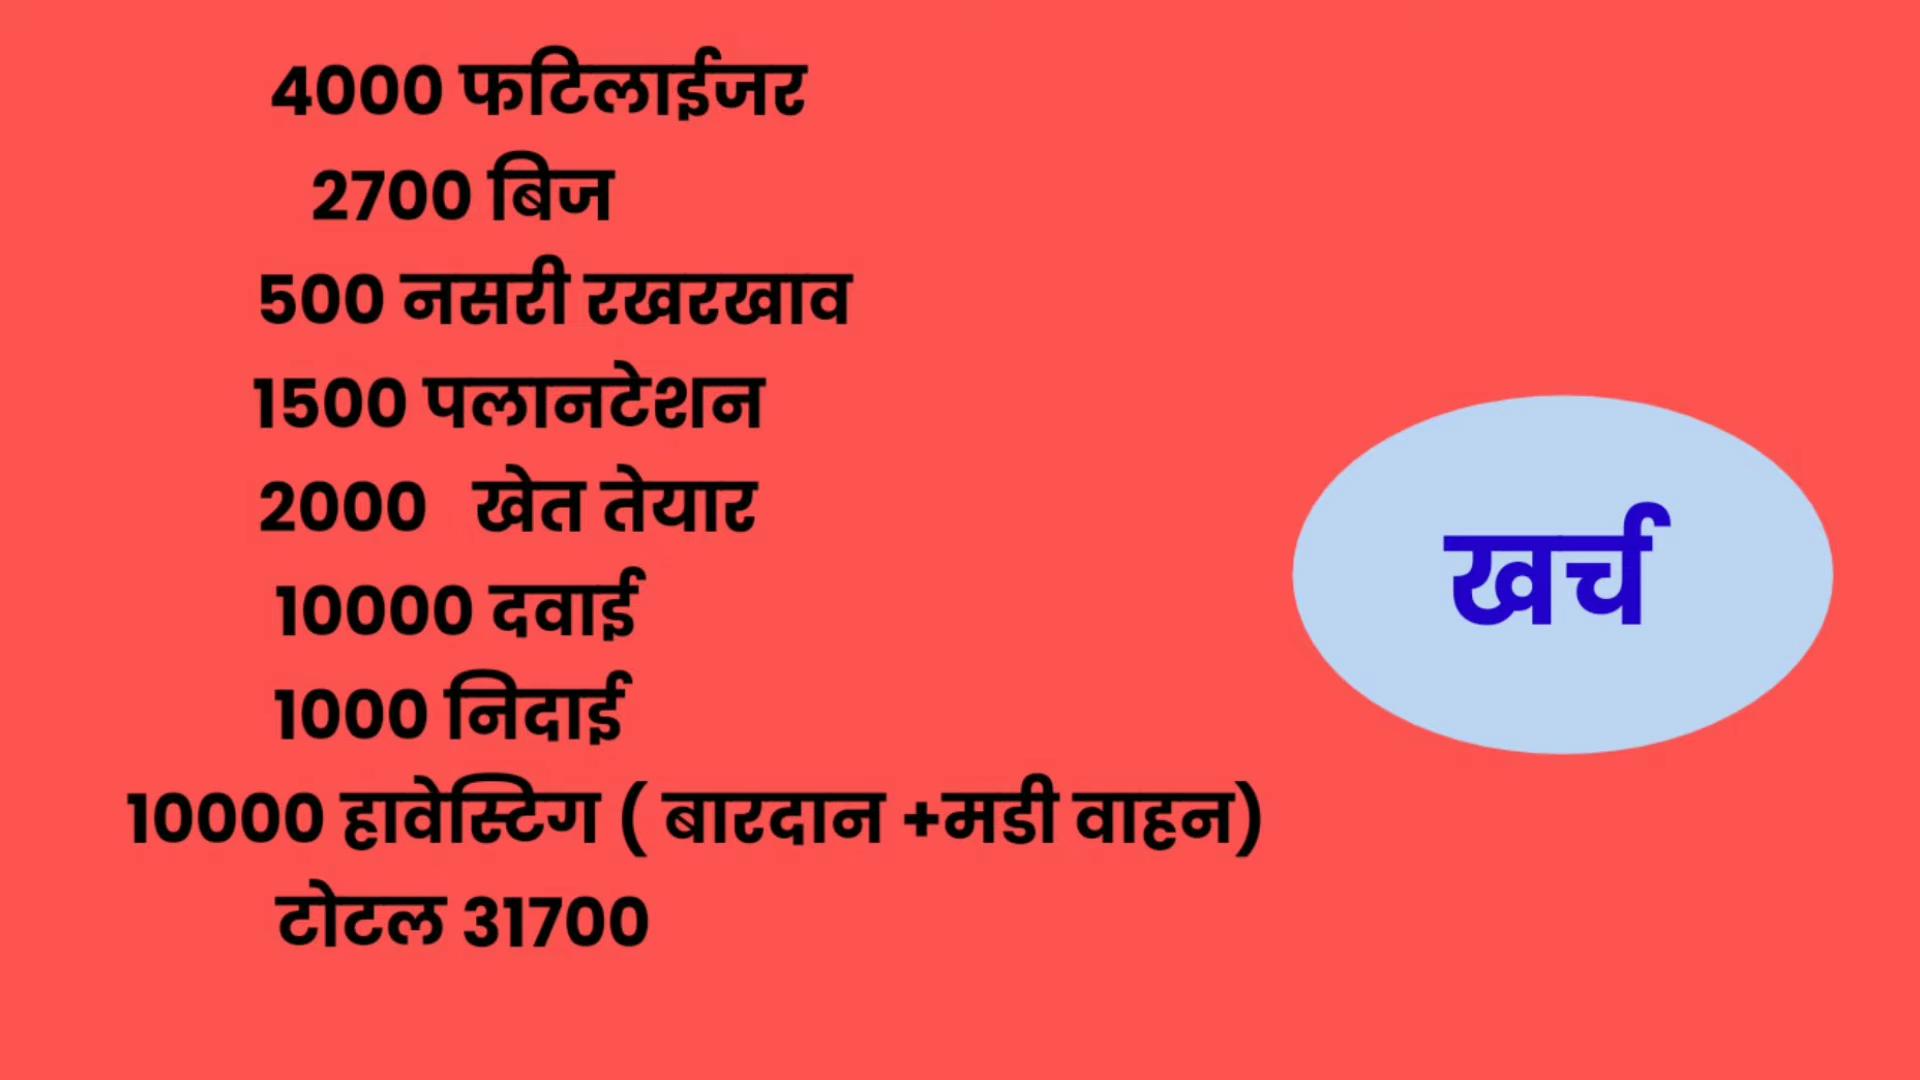 4000 फटिलाईजर
2700 बिज
500 नसरी रखरखाव
1500 पलानटेशन
2000 खेत तेयार
10000 दवाई
1000 निदाई
10000 हावेस्टिग ( बारदान +मडी वाहन)
टोटल 31700
खर्च